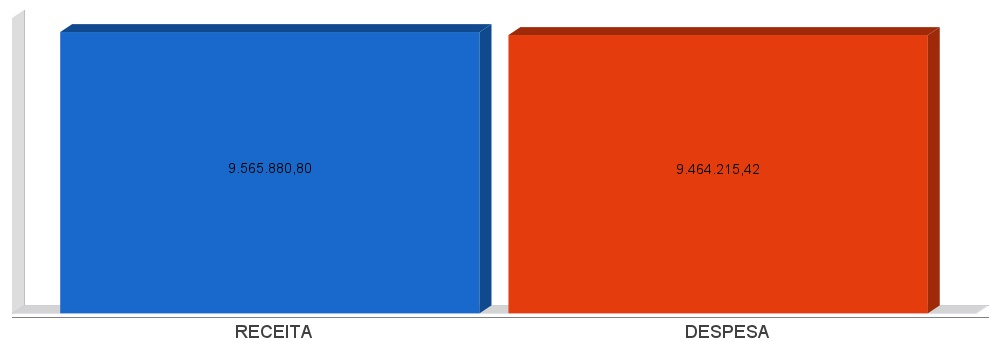 9.565.880,80
9.464.215,42
RECEITA
DESPESA